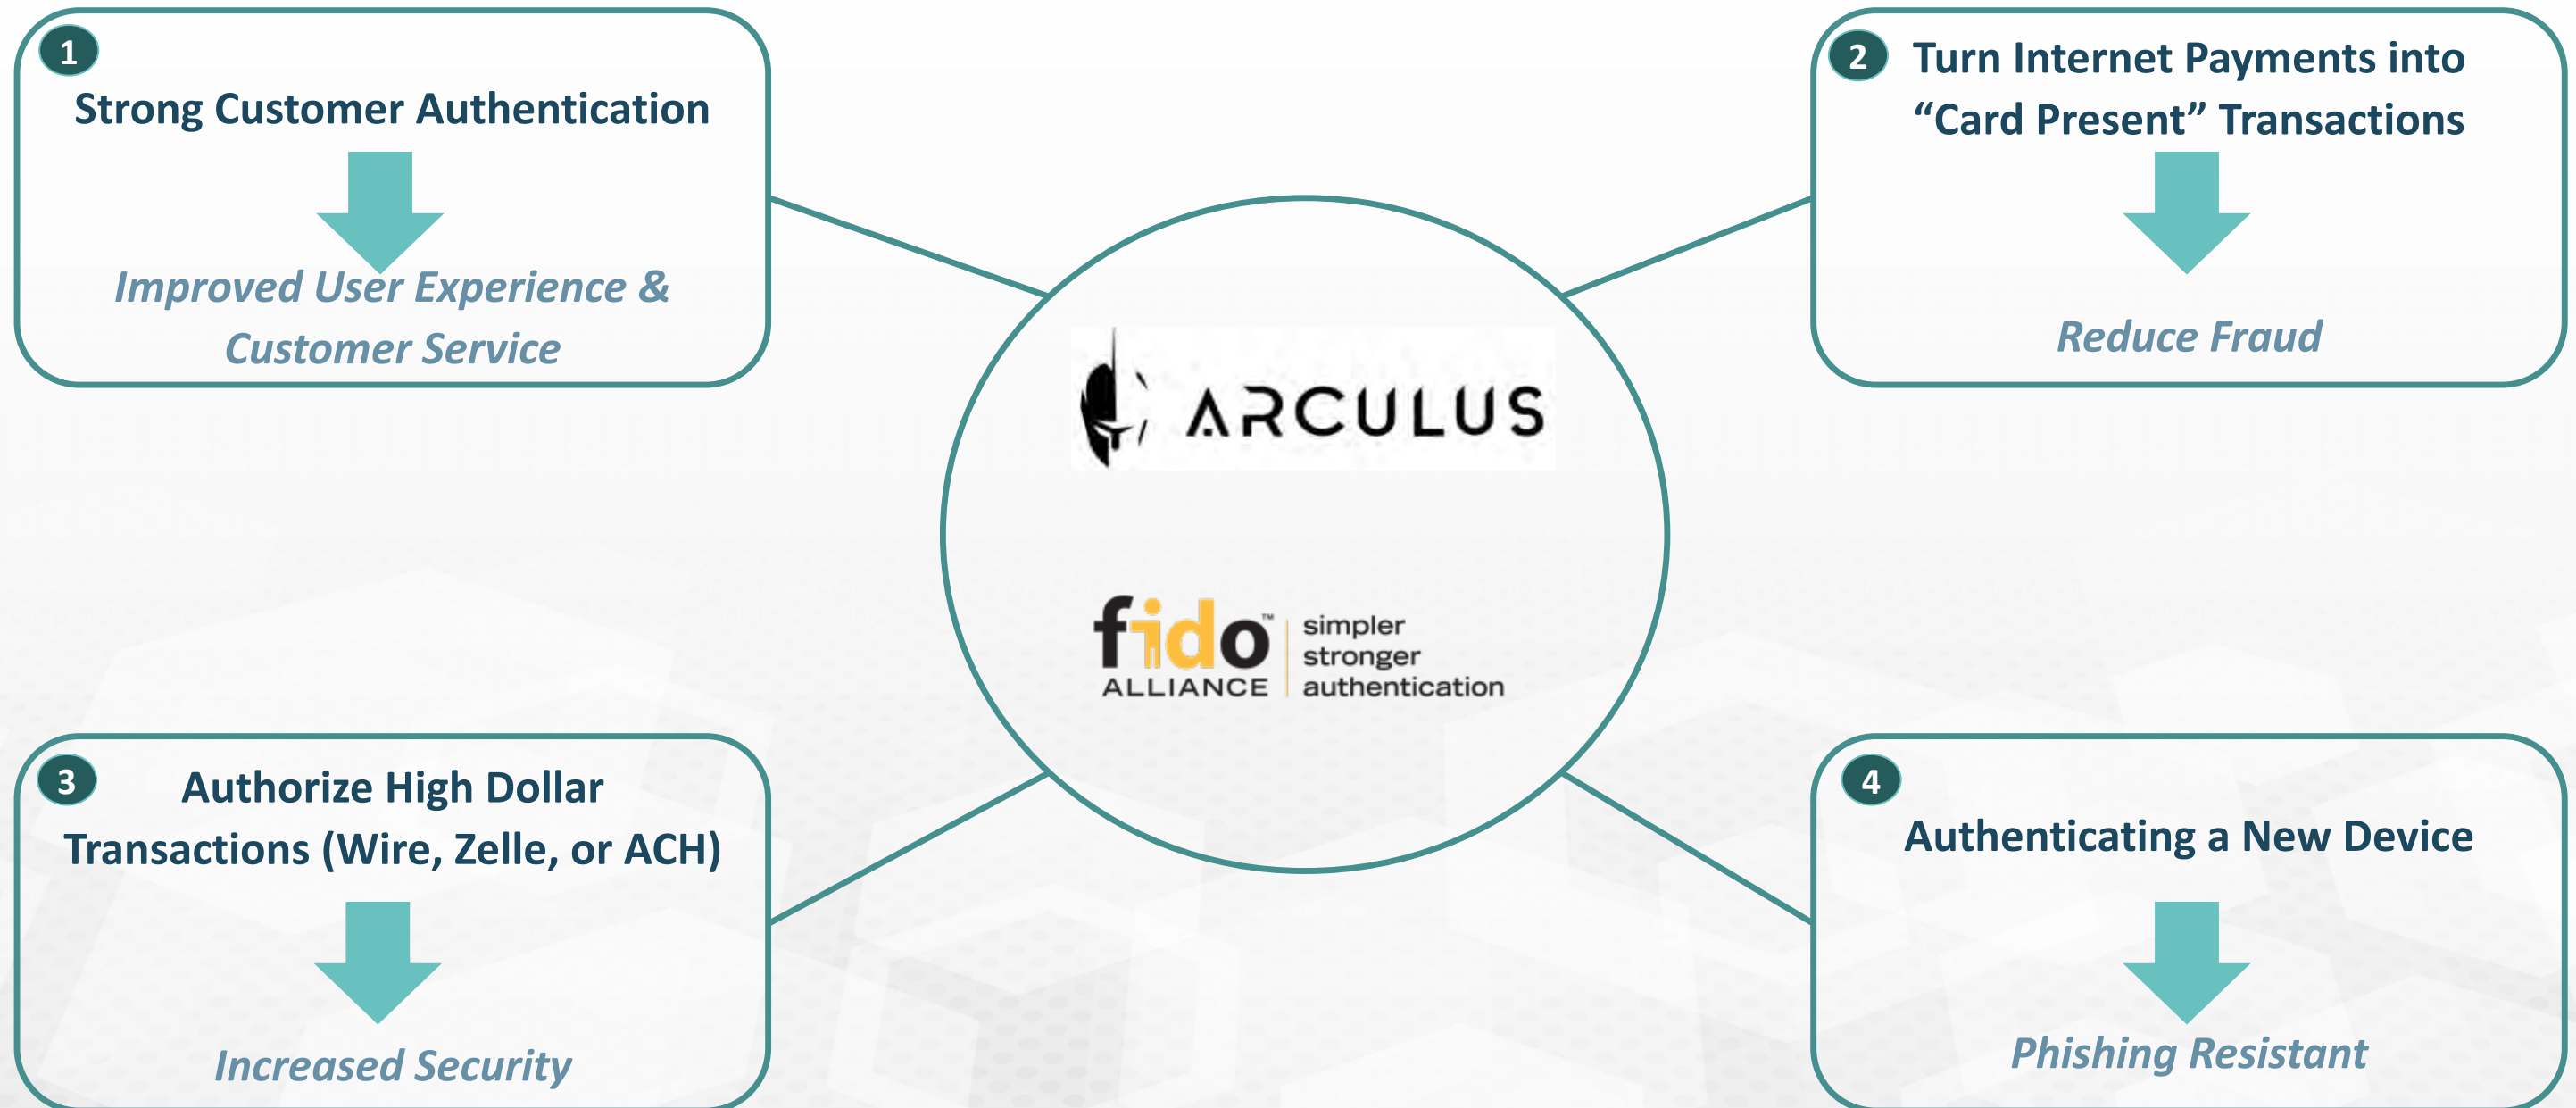 1
Strong Customer Authentication
Improved User Experience &
Customer Service
2
Turn Internet Payments into
“Card Present” Transactions
Reduce Fraud
ARCULUS
fido™
ALLIANCE
simpler
stronger
authentication
3
Authorize High Dollar
Transactions (Wire, Zelle, or ACH)
Increased Security
4
Authenticating a New Device
Phishing Resistant